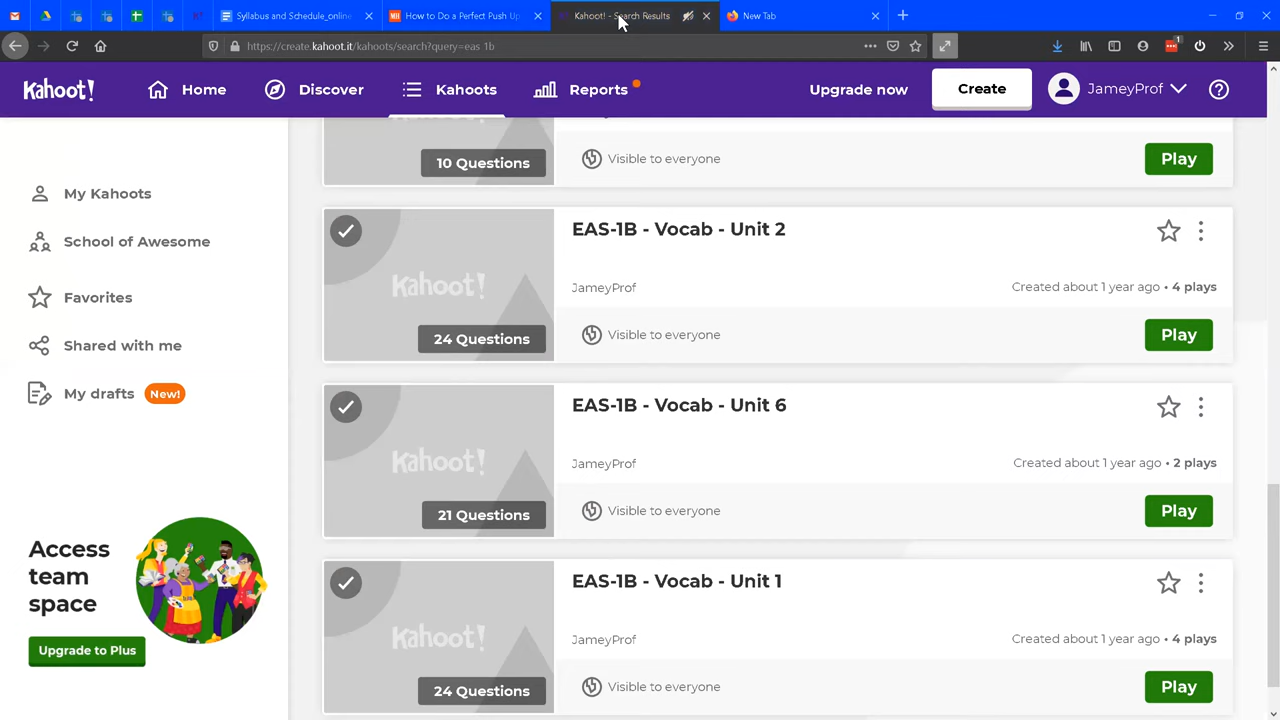 Syllabus and Schedule_online
How to Do a Perfect Push Up
Kahoot! - Search Results
New Tab
https://create.kahoot.it/kahoots/search?query=eas 1b
1
Kahoot!
Home
Discover
Kahoots
Reports
Upgrade now
Create
JameyProf
My Kahoots
School of Awesome
Favorites
Shared with me
My drafts New!
Access
team
space
Upgrade to Plus
10 Questions
Visible to everyone
Play
Kahoot!
24 Questions
EAS-1B - Vocab - Unit 2
JameyProf
Created about 1 year ago • 4 plays
Visible to everyone
Play
Kahoot!
21 Questions
EAS-1B - Vocab - Unit 6
JameyProf
Created about 1 year ago • 2 plays
Visible to everyone
Play
Kahoot!
24 Questions
EAS-1B - Vocab - Unit 1
JameyProf
Created about 1 year ago • 4 plays
Visible to everyone
Play